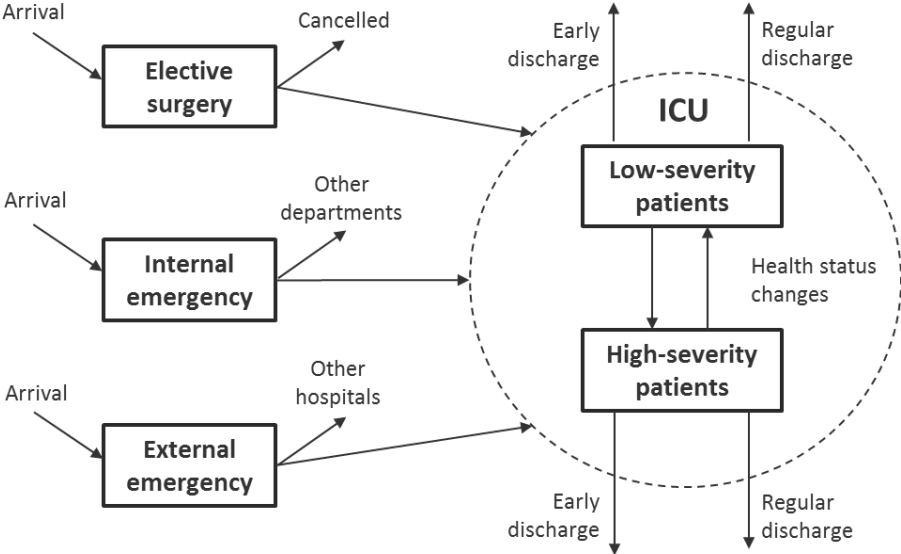 Arrival
Cancelled
Elective
surgery
Arrival
Other
departments
Internal
emergency
Arrival
Other
hospitals
External
emergency
Early
discharge
Regular
discharge
ICU
Low-severity
patients
Health status
changes
High-severity
patients
Early
discharge
Regular
discharge